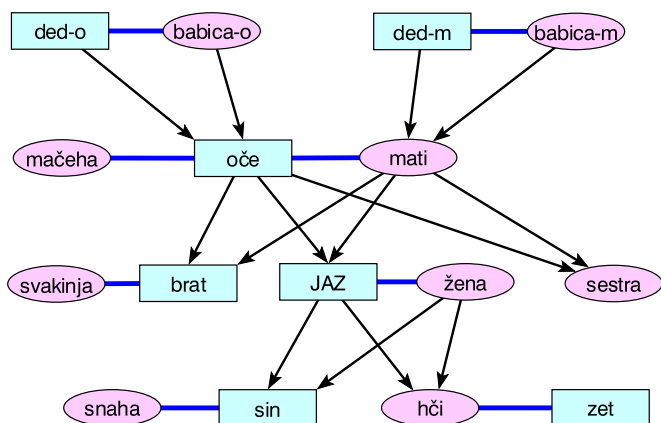 ded-o
babica-o
ded-m
babica-m
mačeha
oče
mati
svakinja
brat
JAZ
žena
sestra
snaha
sin
hči
zet